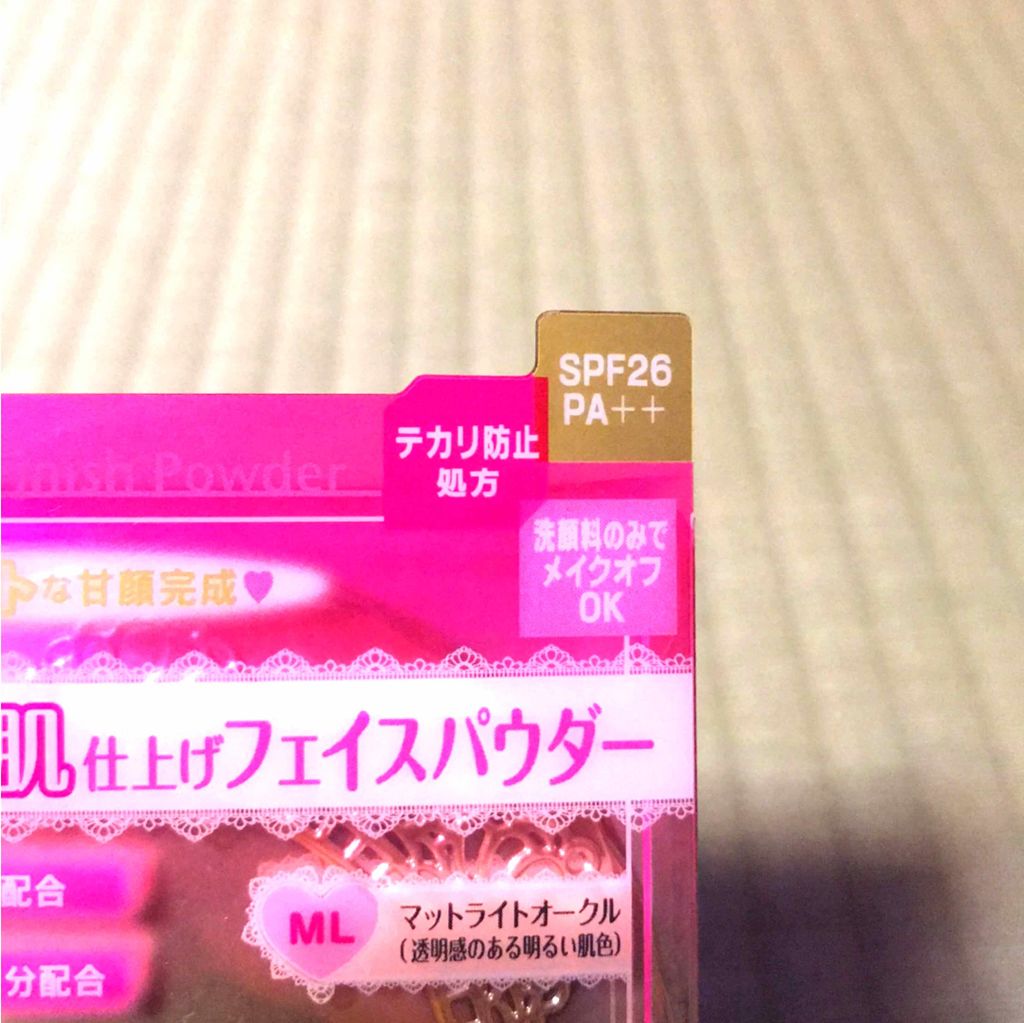 SPF26
PA++
テカリ防止
処方
inish Powder
洗顔料のみで
メイクオフ
OK
な甘顔完成♥
肌仕上げフェイスパウダー
配合
ML
マットライトオークル
(透明感のある明るい肌色)
分配合